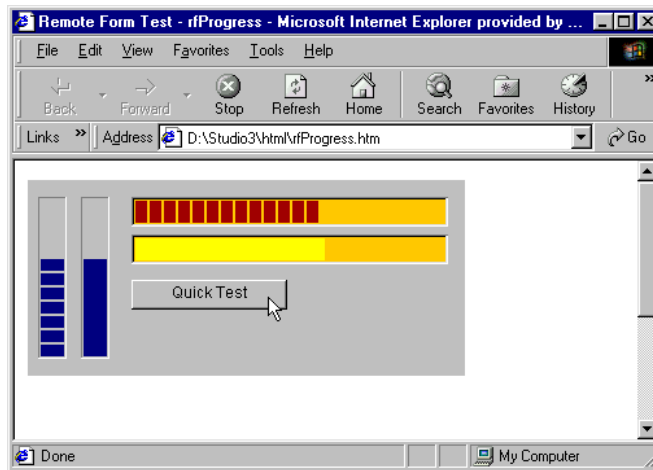 Remote Form Test - rfProgress - Microsoft Internet Explorer provided by ...
File Edit View Favorites Tools Help
Back Forward Stop Refresh Home Search Favorites History »
Links » Address D:\Studio3\html\rfProgress.htm Go
Quick Test
Done My Computer